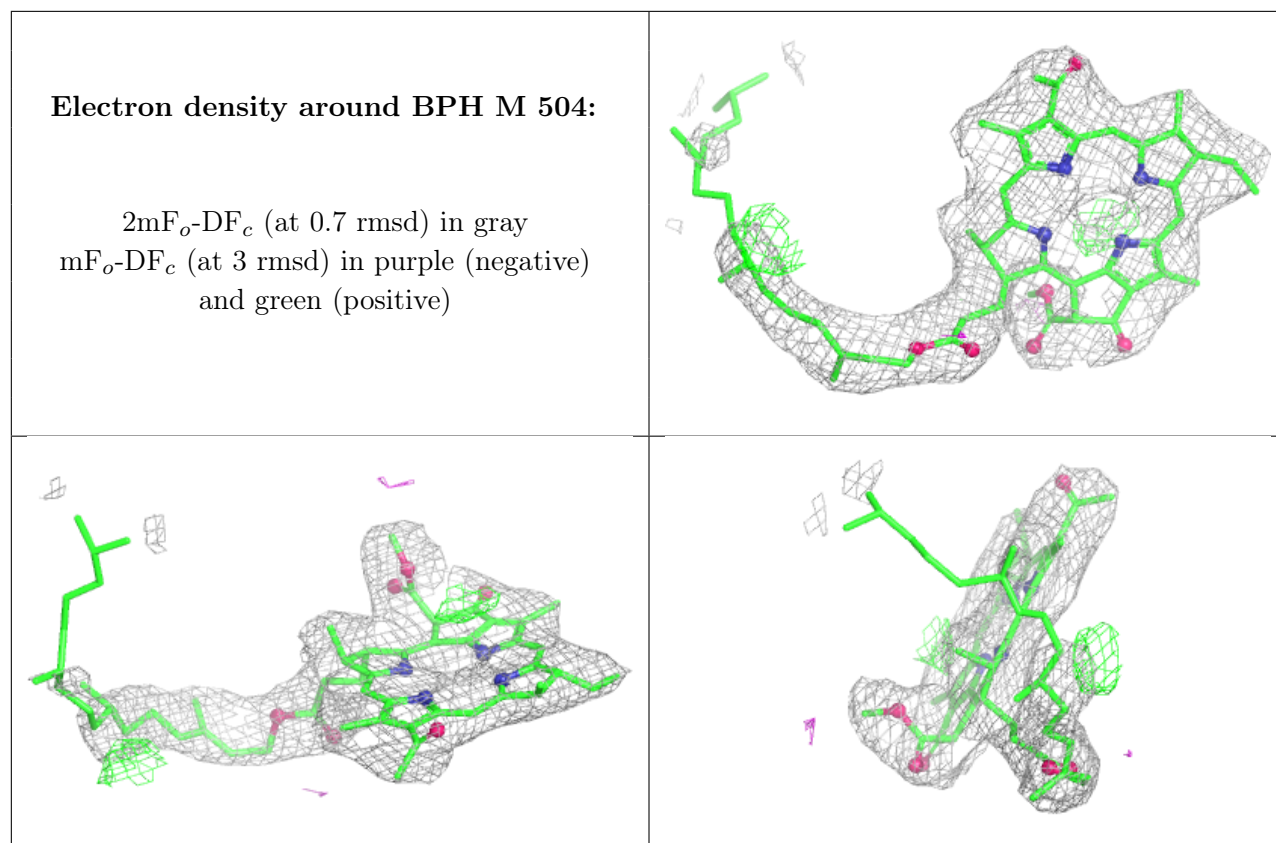 Electron density around BPH M 504:
2mFo-DFc (at 0.7 rmsd) in gray
mFo-DFc (at 3 rmsd) in purple (negative)
and green (positive)